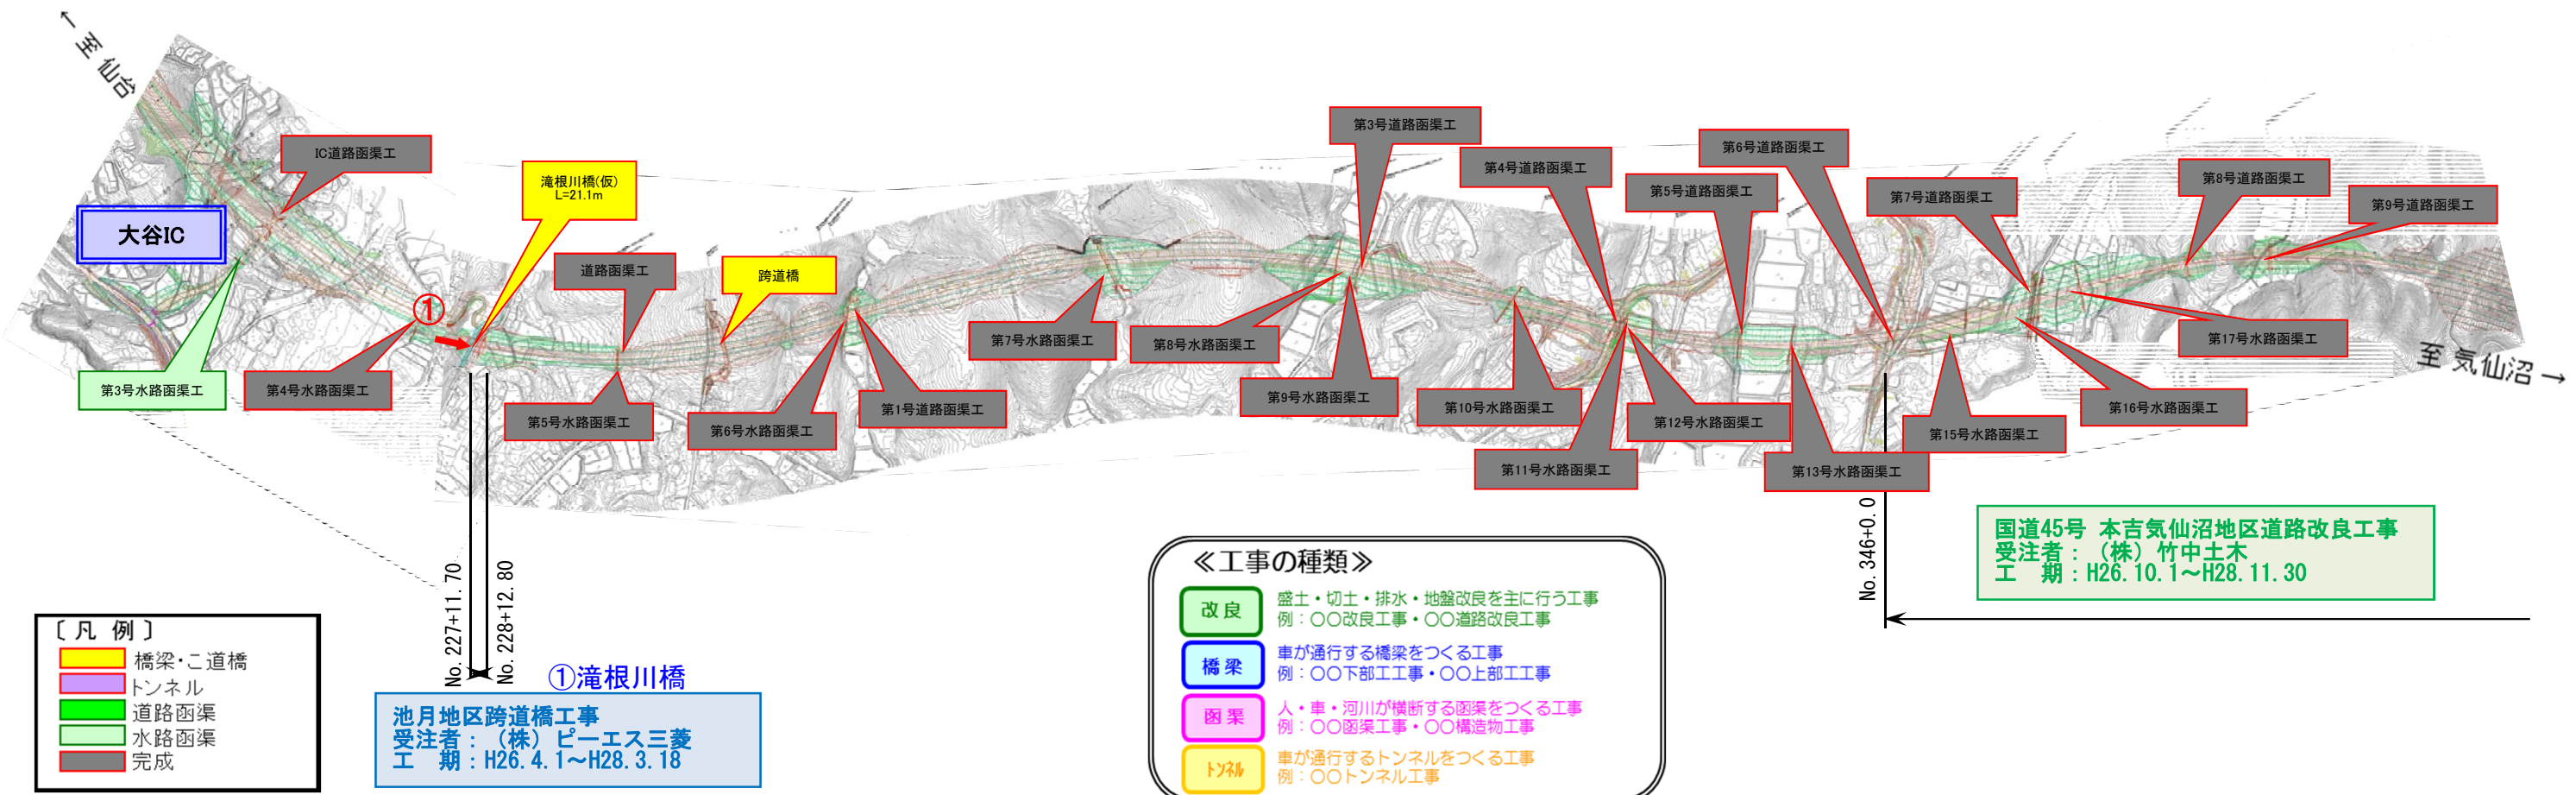 ← 至 仙台
IC道路函渠工
大谷IC
第3号水路函渠工
第4号水路函渠工
①
滝根川橋(仮)
L=21.1m
道路函渠工
第5号水路函渠工
跨道橋
第6号水路函渠工
第1号道路函渠工
第7号水路函渠工
第8号水路函渠工
第3号道路函渠工
第9号水路函渠工
第4号道路函渠工
第10号水路函渠工
第11号水路函渠工
第5号道路函渠工
第12号水路函渠工
第6号道路函渠工
第13号水路函渠工
第7号道路函渠工
第15号水路函渠工
第8号道路函渠工
第16号水路函渠工
第9号道路函渠工
第17号水路函渠工
至 気仙沼 →
No. 227+11. 70
No. 228+12. 80
No. 346+0. 0
国道45号 本吉気仙沼地区道路改良工事
受注者：（株）竹中土木
工　期：H26.10.1～H28.11.30
①滝根川橋
池月地区跨道橋工事
受注者：（株）ピーエス三菱
工　期：H26.4.1～H28.3.18
〔 凡 例 〕
橋梁・こ道橋
トンネル
道路函渠
水路函渠
完成
≪工事の種類≫
改良
盛土・切土・排水・地盤改良を主に行う工事
例：〇〇改良工事・〇〇道路改良工事
橋梁
車が通行する橋梁をつくる工事
例：〇〇下部工工事・〇〇上部工工事
函渠
人・車・河川が横断する函渠をつくる工事
例：〇〇函渠工事・〇〇構造物工事
トンネル
車が通行するトンネルをつくる工事
例：〇〇トンネル工事